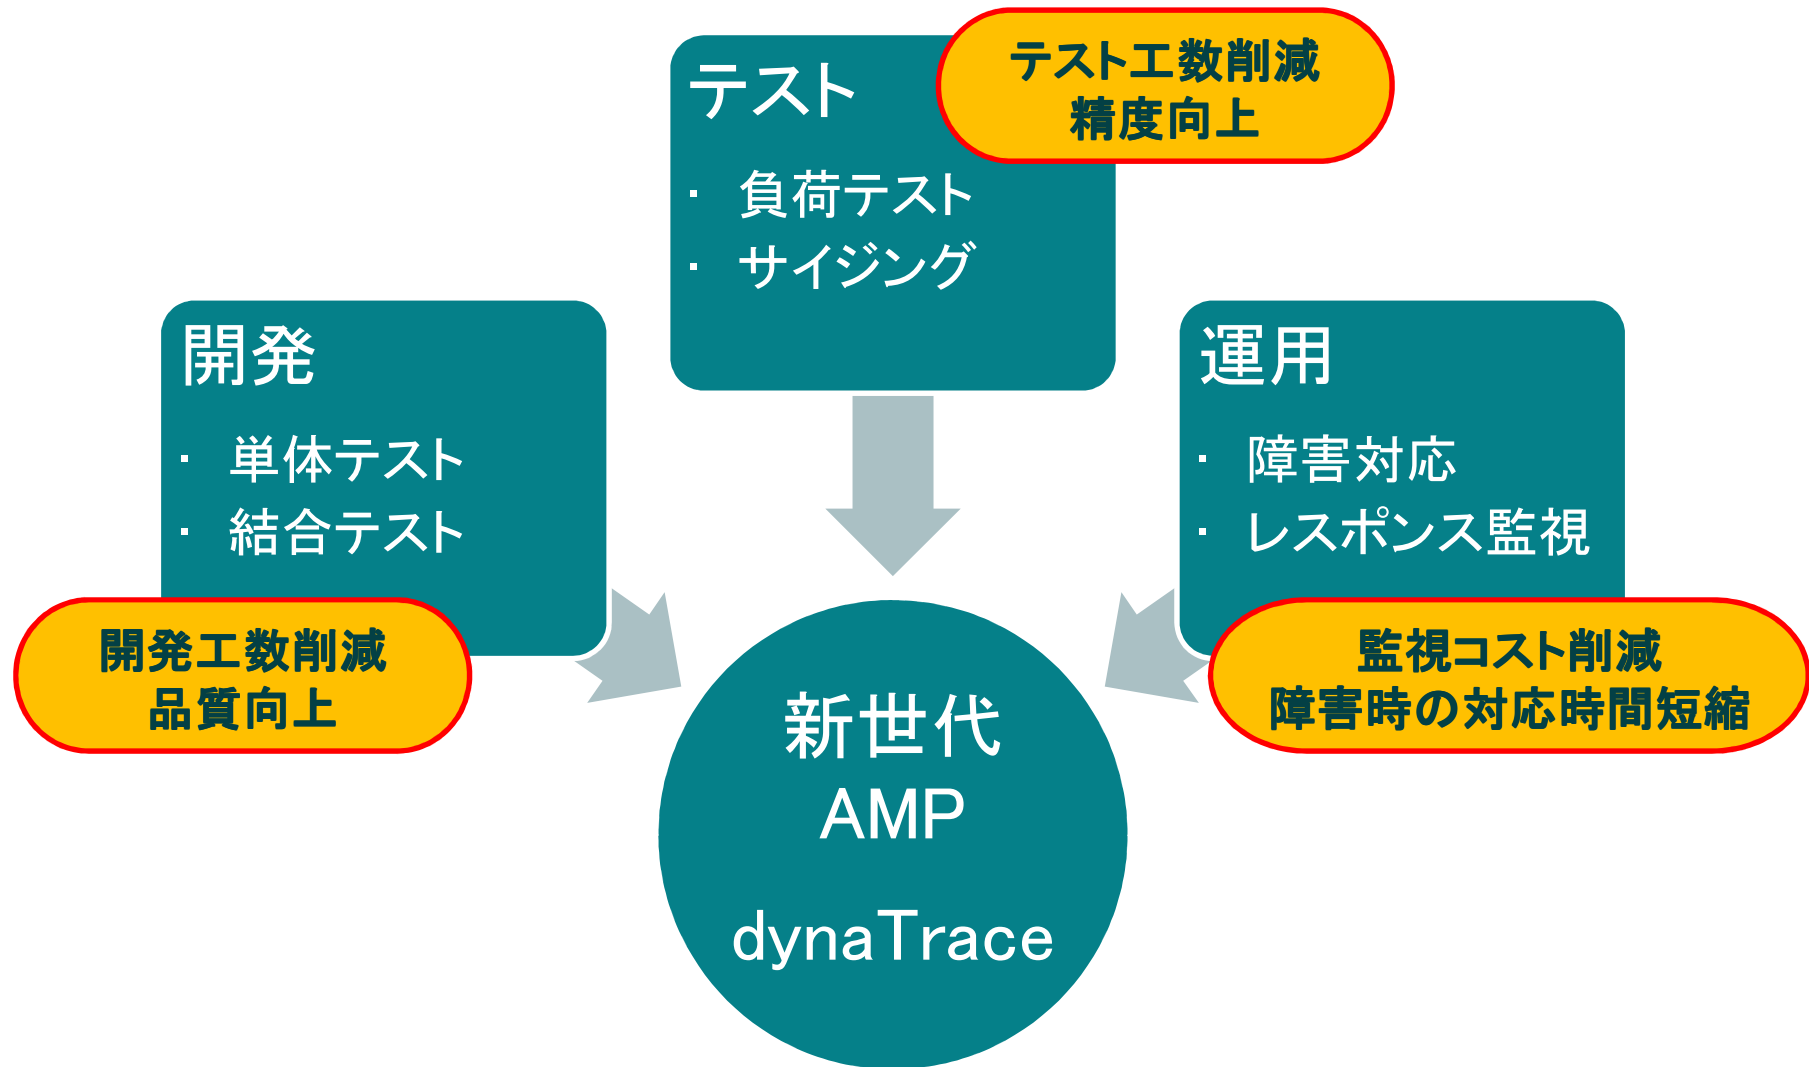 テスト工数削減
精度向上
テスト
・ 負荷テスト
・ サイジング
開発
・ 単体テスト
・ 結合テスト
開発工数削減
品質向上
運用
・ 障害対応
・ レスポンス監視
監視コスト削減
障害時の対応時間短縮
新世代
AMP
dynaTrace